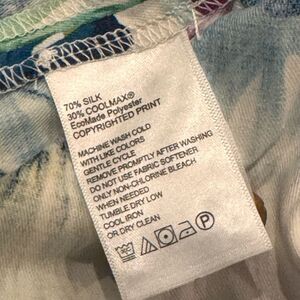 70% SILK
30% COOLMAX®
EcoMade Polyester
COPYRIGHTED PRINT
MACHINE WASH COLD
WITH LIKE COLORS
GENTLE CYCLE
REMOVE PROMPTLY AFTER WASHING
DO NOT USE FABRIC SOFTENER
ONLY NON-CHLORINE BLEACH
WHEN NEEDED
TUMBLE DRY LOW
COOL IRON
OR DRY CLEAN
P